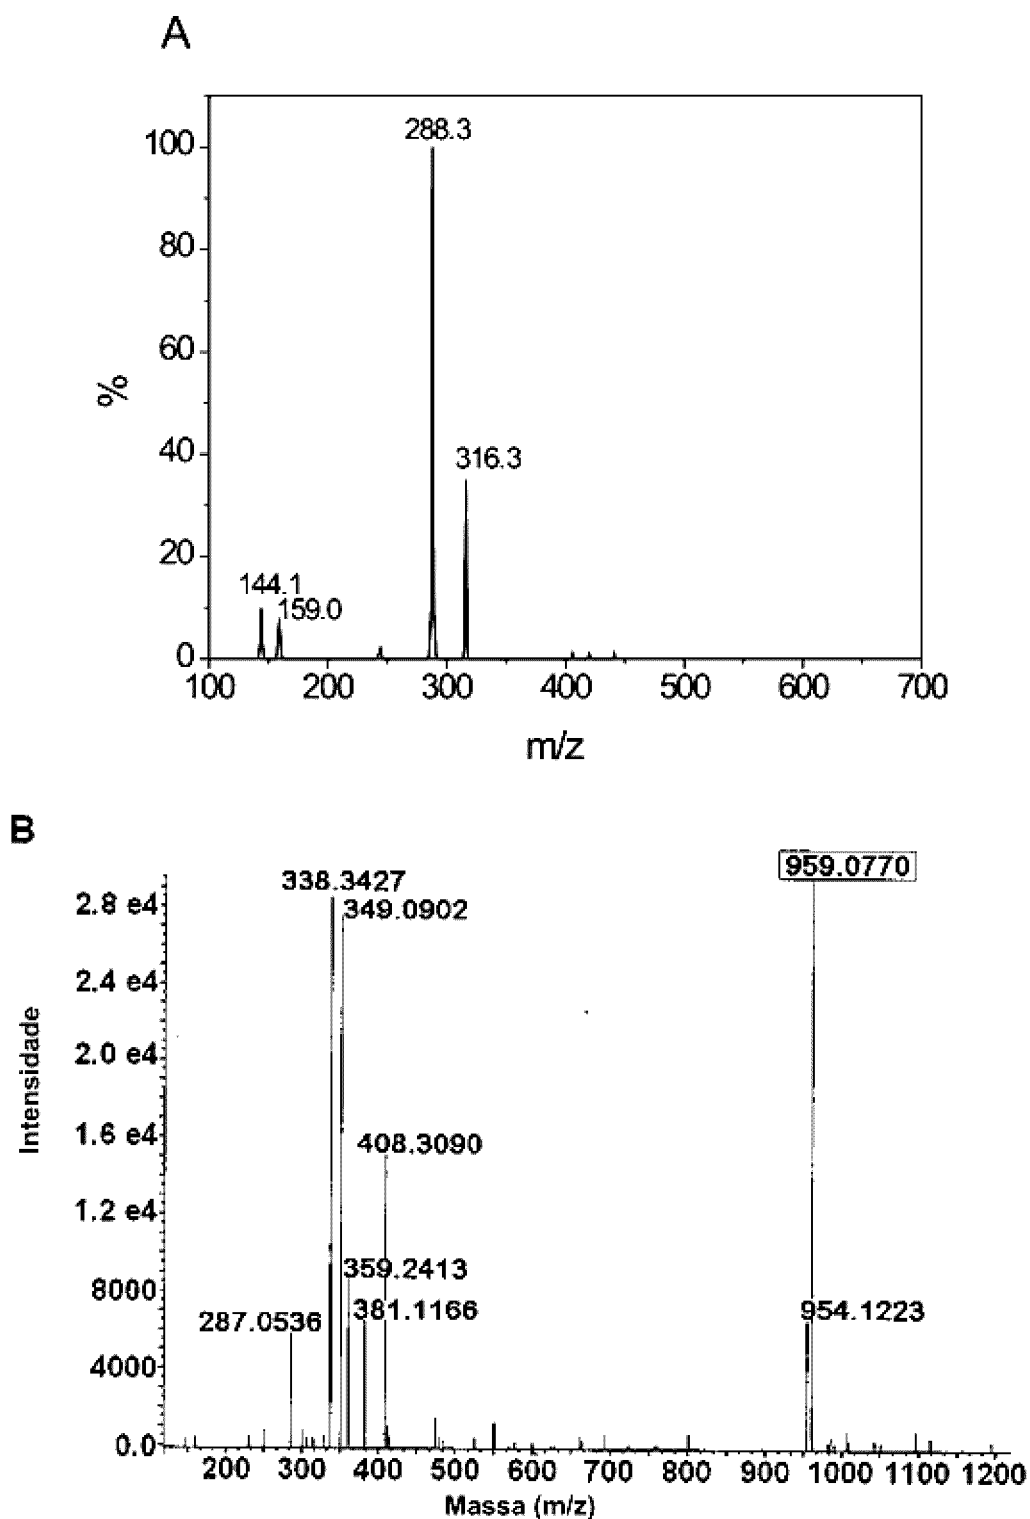 A
100
80
60
40
20
0
%
288.3
316.3
144.1
159.0
100 200 300 400 500 600 700
m/z
B
959.0770
338.3427
349.0902
2.8 e4
2.4 e4
2.0 e4
1.6 e4
408.3090
1.2 e4
359.2413
8000
381.1166
954.1223
287.0536
4000
0.0
Intensidade
200 300 400 500 600 700 800 900 1000 1100 1200
Massa (m/z)